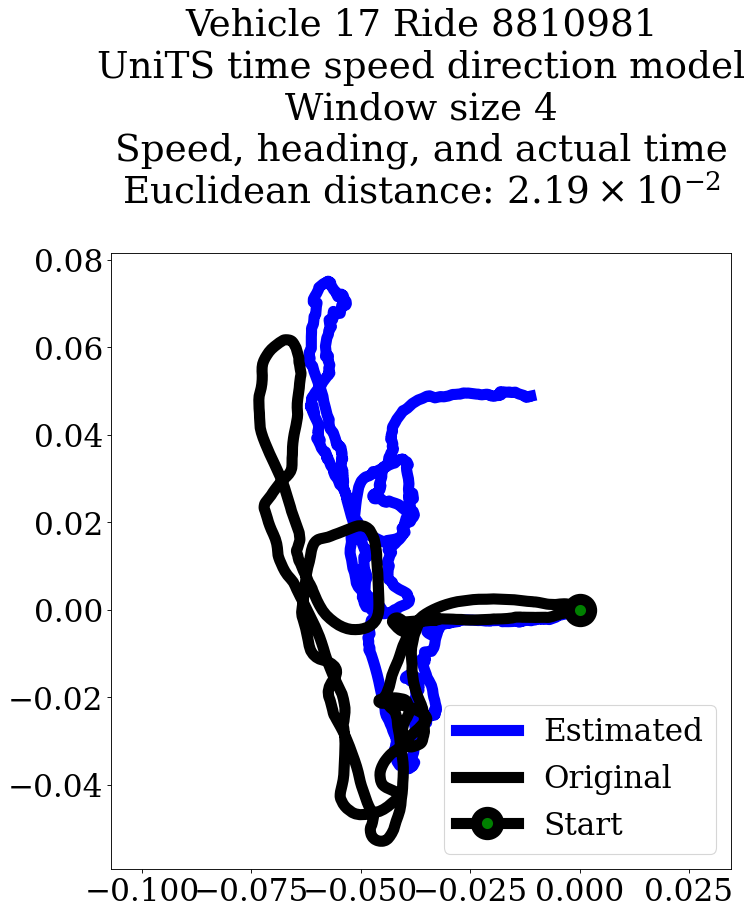 Vehicle 17 Ride 8810981
UniTS time speed direction model
Window size 4
Speed, heading, and actual time
Euclidean distance: 2.19 × 10⁻²
0.08
0.06
0.04
0.02
0.00
−0.02
−0.04
Estimated
Original
Start
−0.100 −0.075 −0.050 −0.025 0.000 0.025